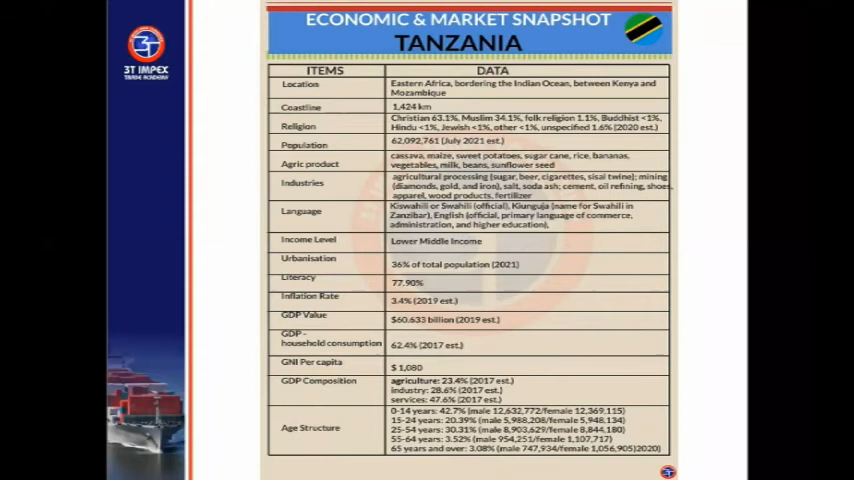 ECONOMIC & MARKET SNAPSHOT
TANZANIA
3T IMPEX
TRADE ACADEMY
ITEMS DATA
Location Eastern Africa, bordering the Indian Ocean, between Kenya and
Mozambique
Coastline 1,424 km
Religion Christian 63.1%, Muslim 34.1%, folk religion 1.1%, Buddhist <1%,
Hindu <1%, Jewish <1%, other <1%, unspecified 1.6% (2020 est.)
Population 62,092,761 (July 2021 est.)
Agric product cassava, maize, sweet potatoes, sugar cane, rice, bananas,
vegetables, milk, beans, sunflower seed
Industries agricultural processing (sugar, beer, cigarettes, sisal twine); mining
(diamonds, gold, and iron), salt, soda ash; cement, oil refining, shoes,
apparel, wood products, fertilizer
Language Kiswahili or Swahili (official), Kiunguja (name for Swahili in
Zanzibar), English (official, primary language of commerce,
administration, and higher education),
Income Level Lower Middle Income
Urbanisation 36% of total population (2021)
Literacy 77.90%
Inflation Rate 3.4% (2019 est.)
GDP Value $60.633 billion (2019 est.)
GDP -
household consumption 62.4% (2017 est.)
GNI Per capita $ 1,080
GDP Composition agriculture: 23.4% (2017 est.)
industry: 28.6% (2017 est.)
services: 47.6% (2017 est.)
Age Structure 0-14 years: 42.7% (male 12,632,772/female 12,369,115)
15-24 years: 20.39% (male 5,988,208/female 5,948,134)
25-54 years: 30.31% (male 8,903,629/female 8,844,180)
55-64 years: 3.52% (male 954,251/female 1,107,717)
65 years and over: 3.08% (male 747,934/female 1,056,905)2020)